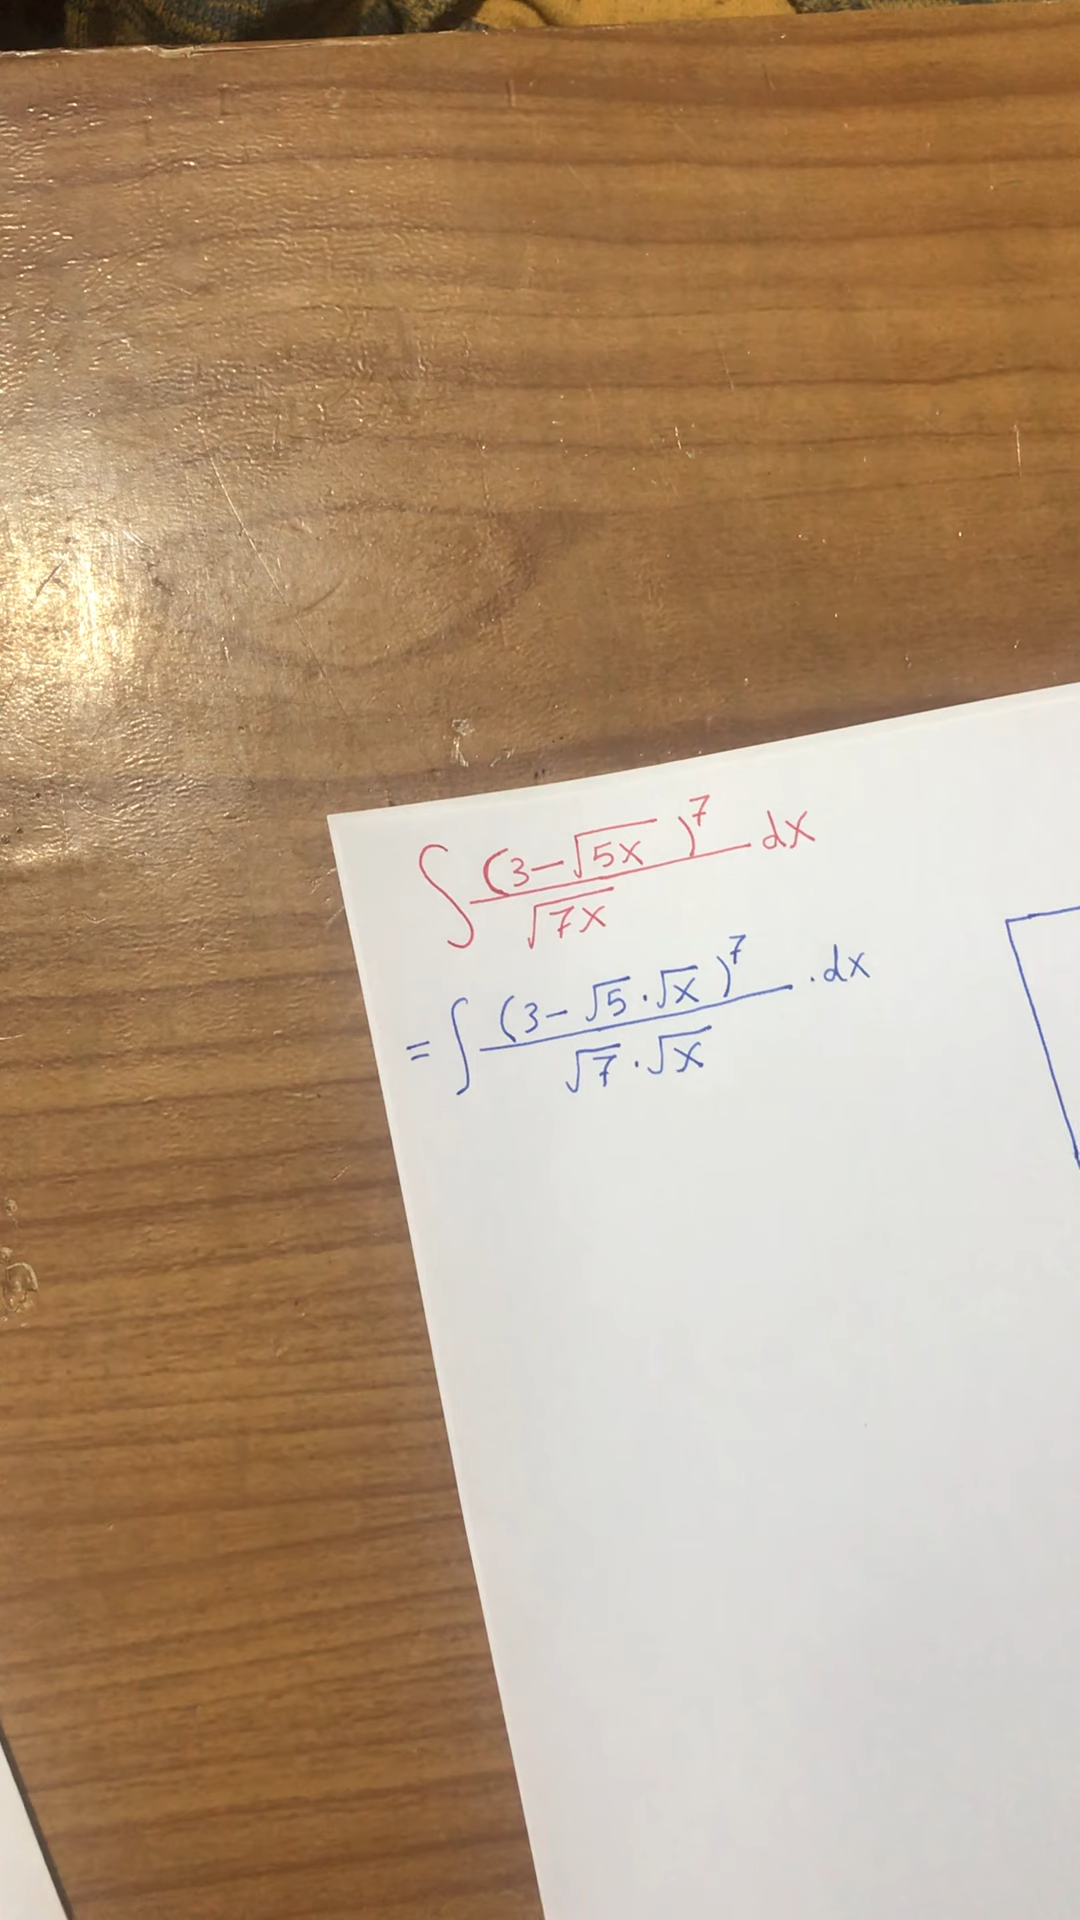 ∫ (3-√5x)^7 / √7x dx
= ∫ (3-√5·√x)^7 / √7·√x ·dx